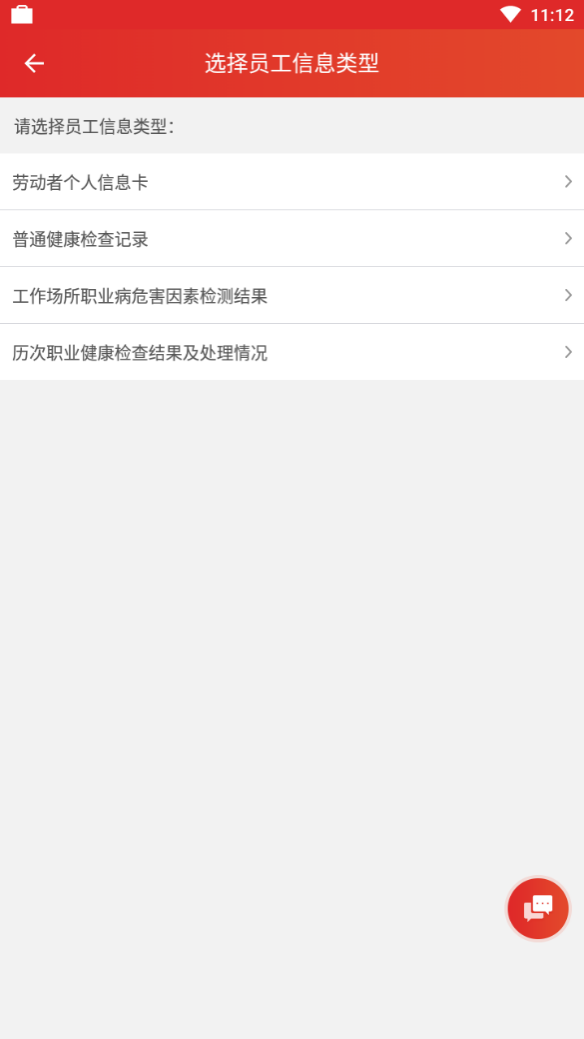 11:12
选择员工信息类型
请选择员工信息类型：
劳动者个人信息卡
普通健康检查记录
工作场所职业病危害因素检测结果
历次职业健康检查结果及处理情况